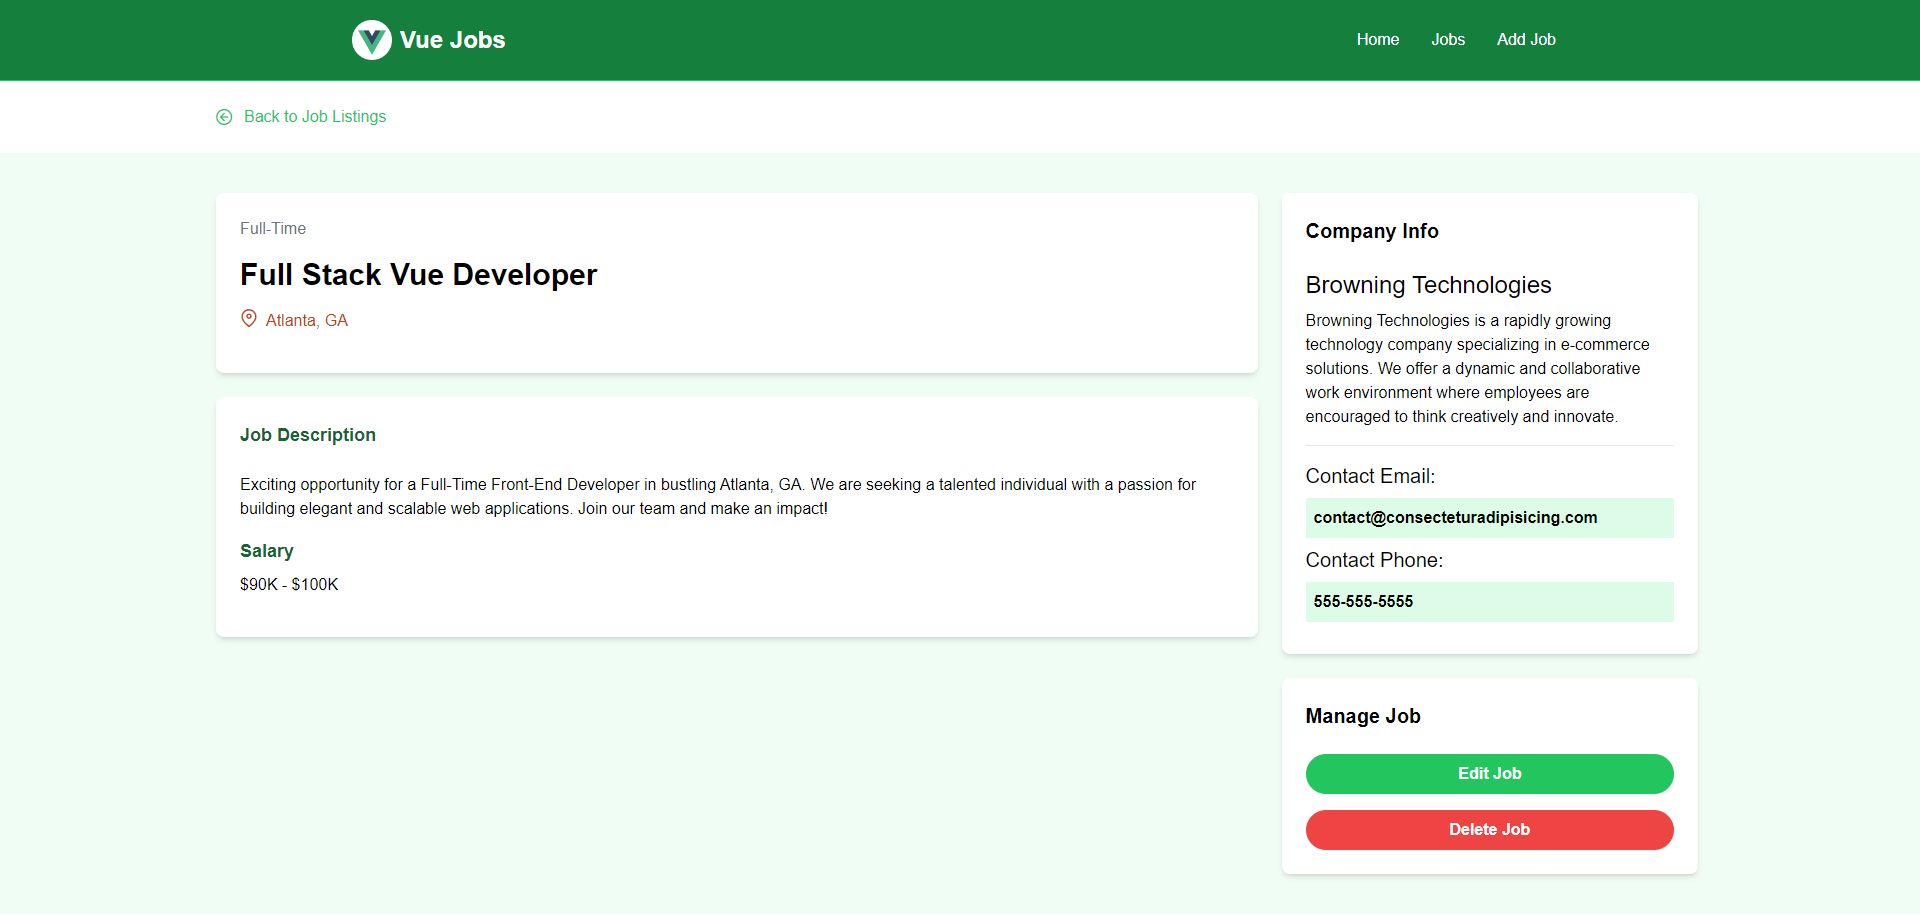 Vue Jobs
Home
Jobs
Add Job
Back to Job Listings
Full-Time
Full Stack Vue Developer
Atlanta, GA
Job Description
Exciting opportunity for a Full-Time Front-End Developer in bustling Atlanta, GA. We are seeking a talented individual with a passion for
building elegant and scalable web applications. Join our team and make an impact!
Salary
$90K - $100K
Company Info
Browning Technologies
Browning Technologies is a rapidly growing
technology company specializing in e-commerce
solutions. We offer a dynamic and collaborative
work environment where employees are
encouraged to think creatively and innovate.
Contact Email:
contact@consecteturadipisicing.com
Contact Phone:
555-555-5555
Manage Job
Edit Job
Delete Job